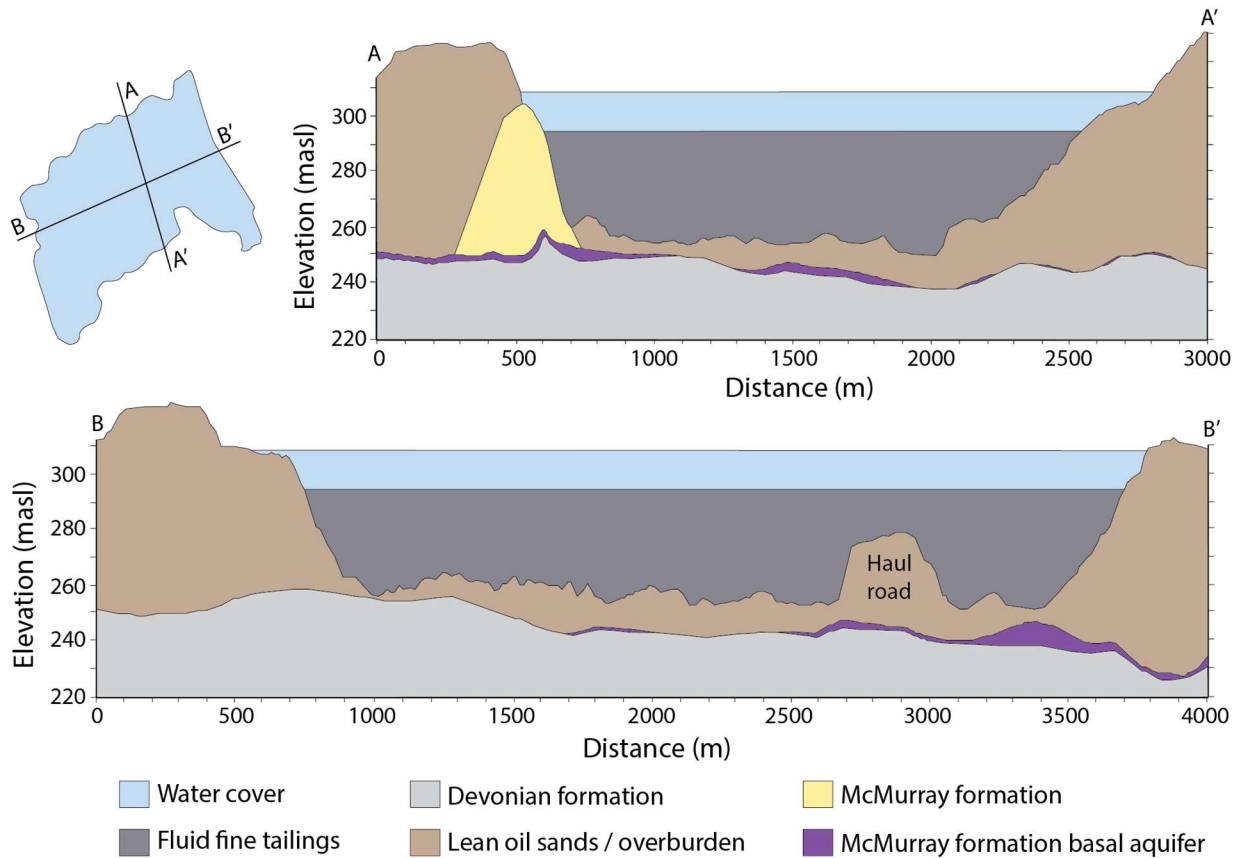 A
B'
B
A'
A
A'
Elevation (masl)
300
280
260
240
220
0
500
1000
1500
2000
2500
3000
Distance (m)
B
B'
Elevation (masl)
300
280
260
240
220
Haul
road
0
500
1000
1500
2000
2500
3000
3500
4000
Distance (m)
Water cover
Devonian formation
McMurray formation
Fluid fine tailings
Lean oil sands / overburden
McMurray formation basal aquifer